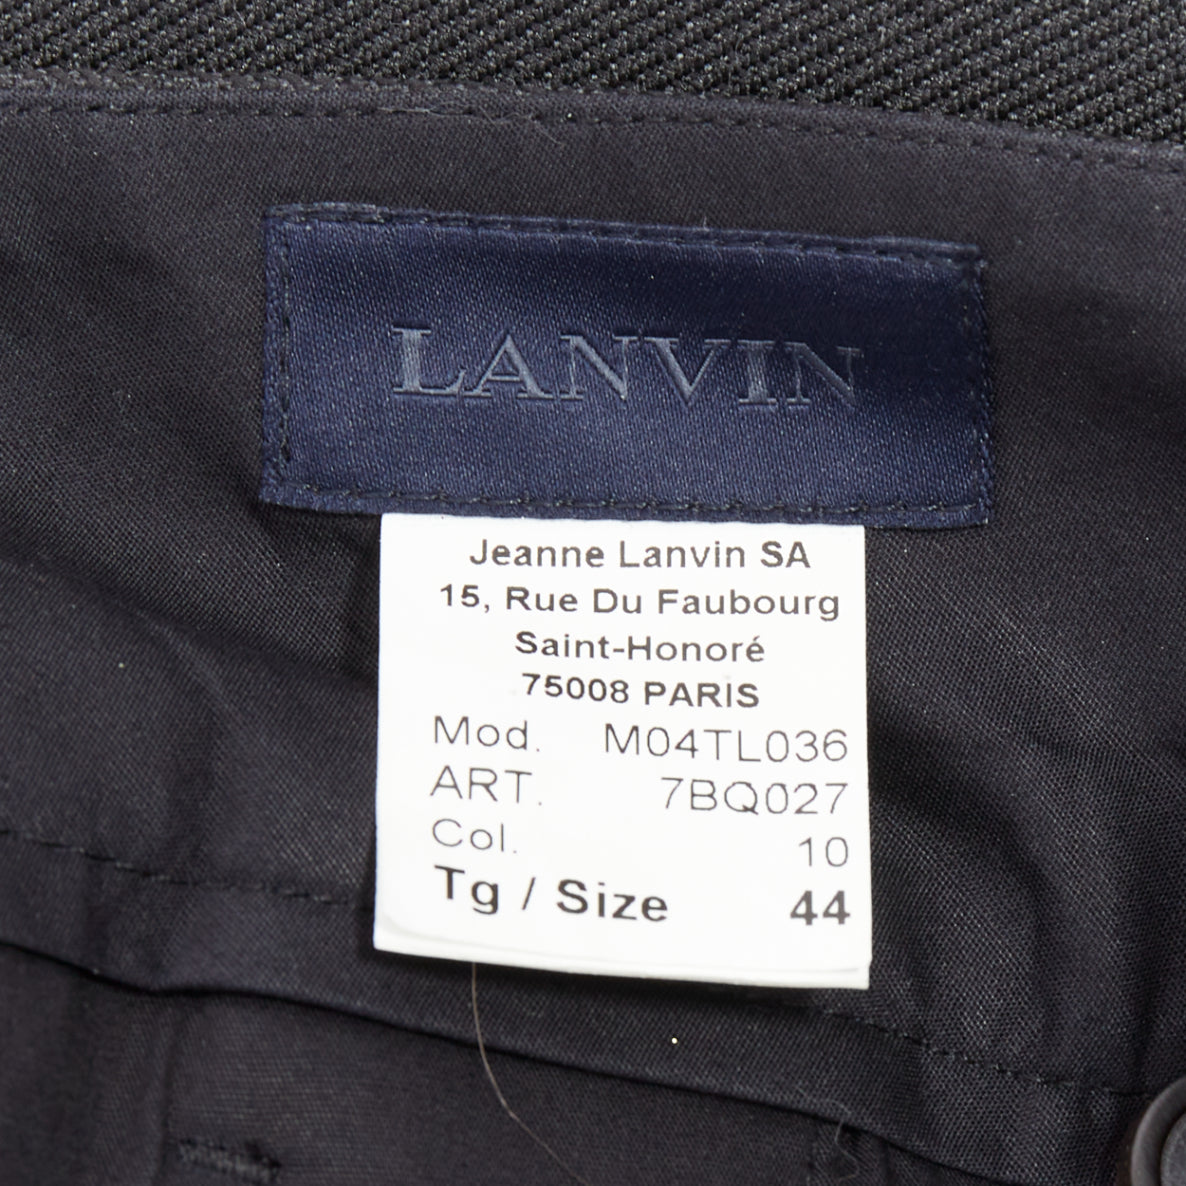 LANVIN
Jeanne Lanvin SA
15, Rue Du Faubourg
Saint-Honoré
75008 PARIS
Mod. M04TL036
ART. 7BQ027
Col. 10
Tg / Size 44